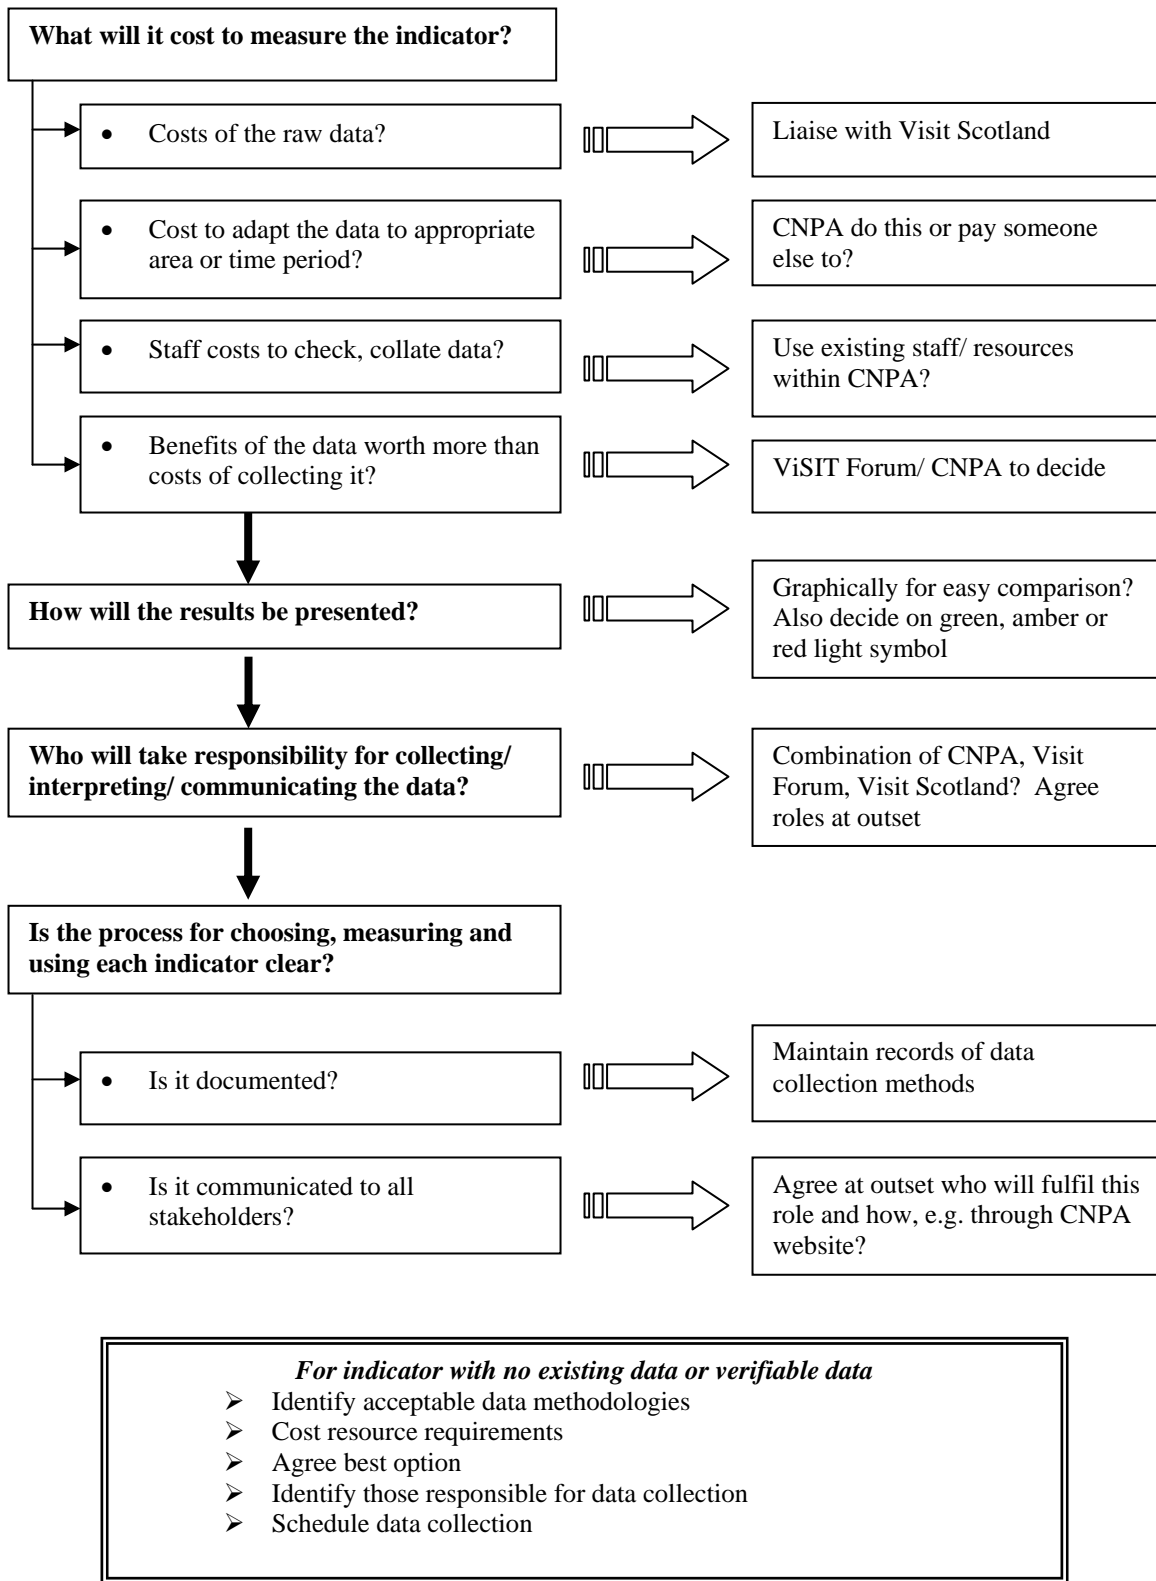 What will it cost to measure the indicator?
• Costs of the raw data?
Liaise with Visit Scotland
• Cost to adapt the data to appropriate
area or time period?
CNPA do this or pay someone
else to?
• Staff costs to check, collate data?
Use existing staff/ resources
within CNPA?
• Benefits of the data worth more than
costs of collecting it?
ViSIT Forum/ CNPA to decide
How will the results be presented?
Graphically for easy comparison?
Also decide on green, amber or
red light symbol
Who will take responsibility for collecting/
interpreting/ communicating the data?
Combination of CNPA, Visit
Forum, Visit Scotland?  Agree
roles at outset
Is the process for choosing, measuring and
using each indicator clear?
• Is it documented?
Maintain records of data
collection methods
• Is it communicated to all
stakeholders?
Agree at outset who will fulfil this
role and how, e.g. through CNPA
website?
For indicator with no existing data or verifiable data
➢ Identify acceptable data methodologies
➢ Cost resource requirements
➢ Agree best option
➢ Identify those responsible for data collection
➢ Schedule data collection